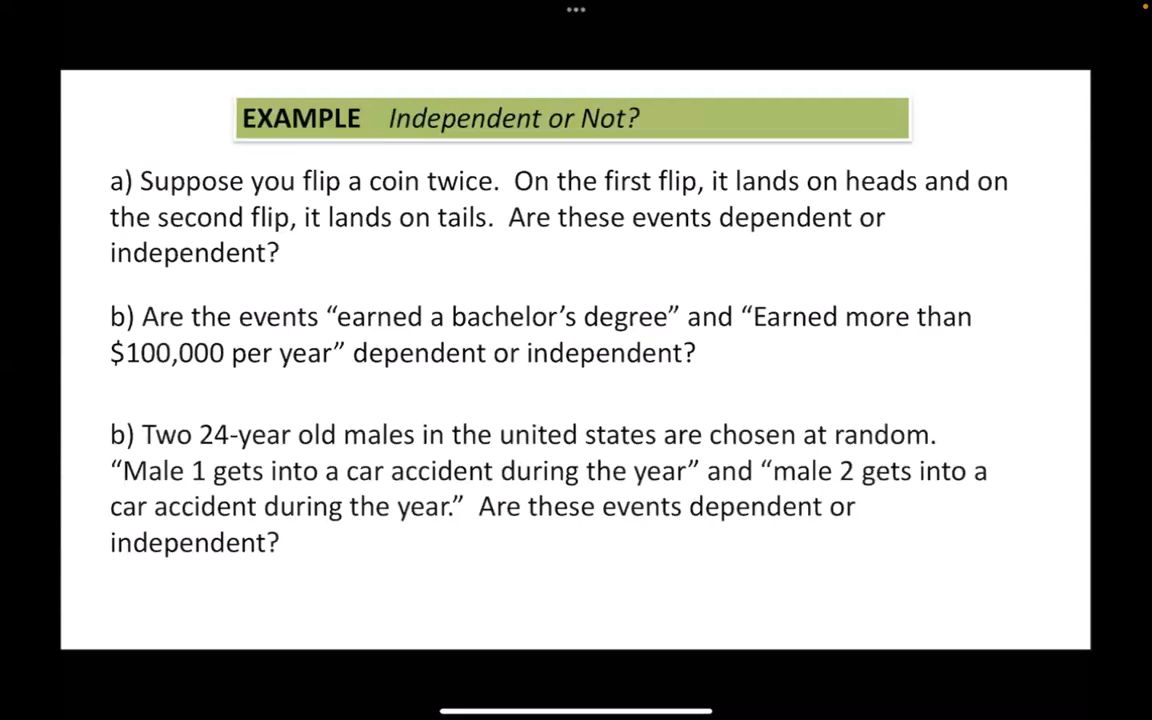 EXAMPLE Independent or Not?
a) Suppose you flip a coin twice. On the first flip, it lands on heads and on
the second flip, it lands on tails. Are these events dependent or
independent?
b) Are the events “earned a bachelor’s degree” and “Earned more than
$100,000 per year” dependent or independent?
b) Two 24-year old males in the united states are chosen at random.
“Male 1 gets into a car accident during the year” and “male 2 gets into a
car accident during the year.” Are these events dependent or
independent?